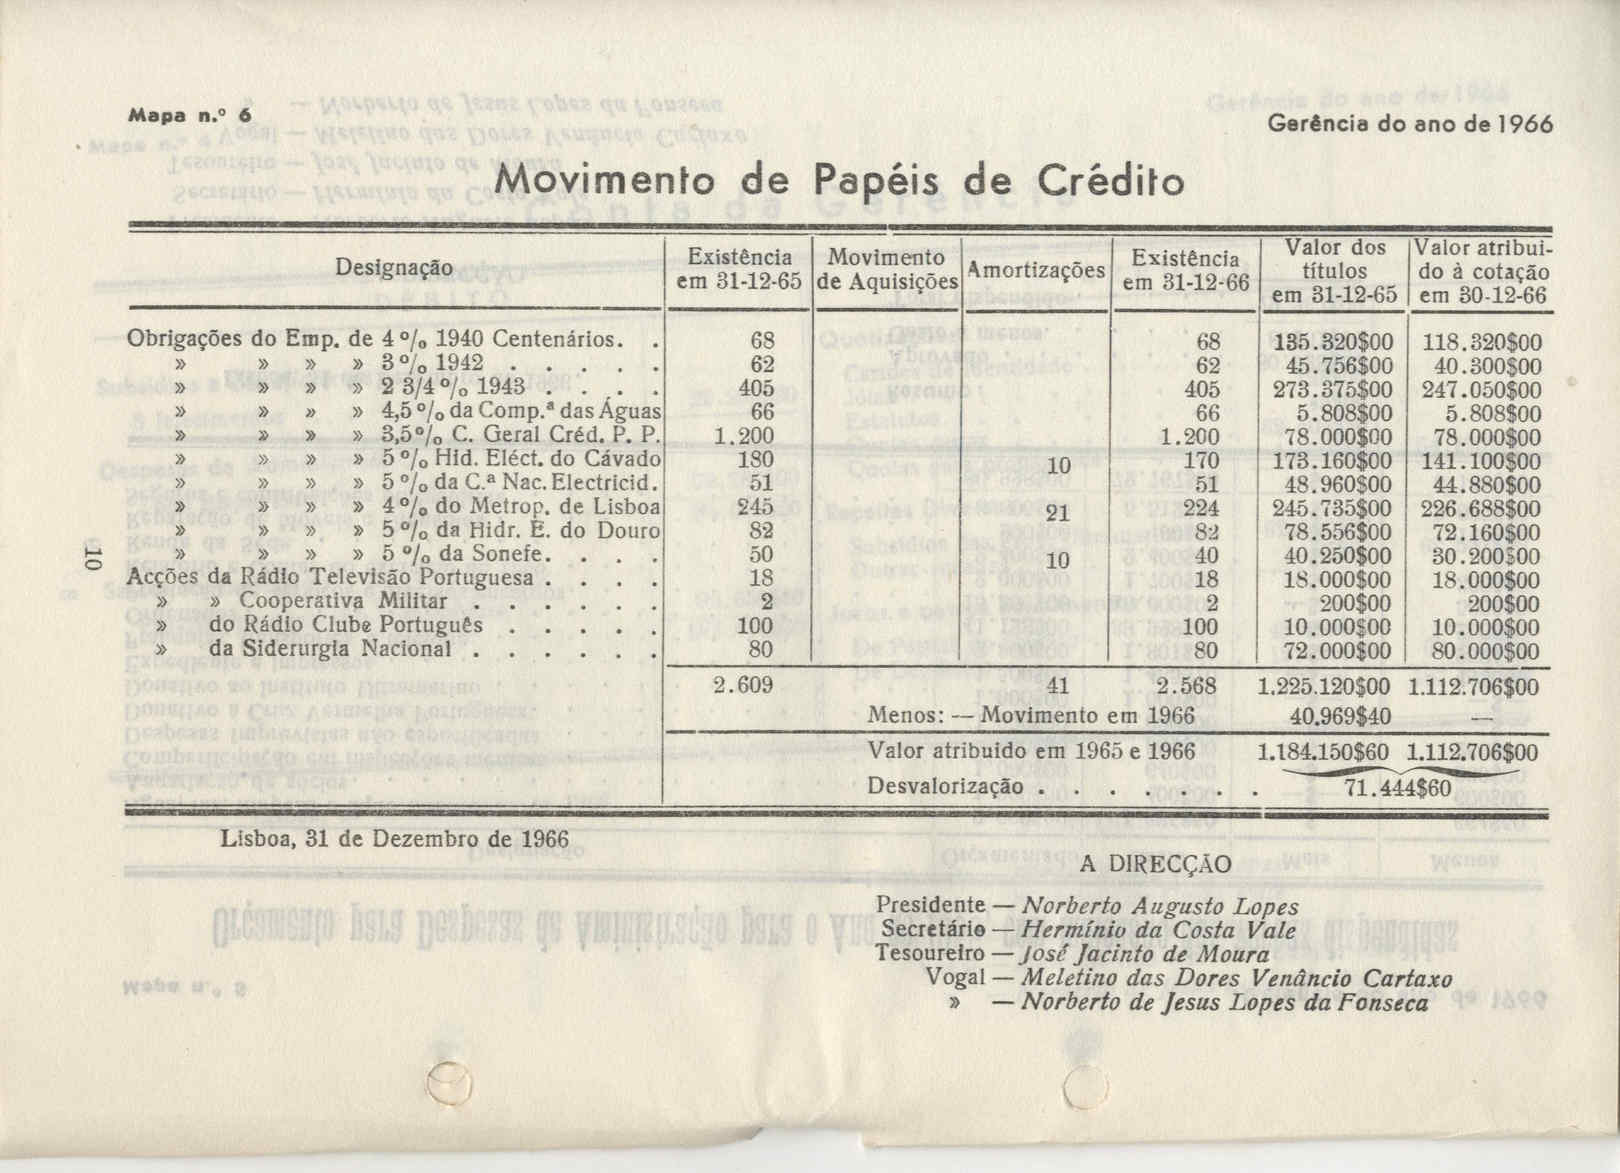 Mapa n.º 6
Gerência do ano de 1966
Movimento de Papéis de Crédito
Designação | Existência em 31-12-65 | Movimento de Aquisições | Amortizações | Existência em 31-12-66 | Valor dos títulos em 31-12-65 | Valor atribuido à cotação em 30-12-66
Obrigações do Emp. de 4 % 1940 Centenários. . 68 68 135.320$00 118.320$00
» » » » 3 % 1942 . . . . . 62 62 45.756$00 40.300$00
» » » » 2 3/4 % 1943 . . . . 405 405 273.375$00 247.050$00
» » » » 4,5 % da Comp.ª das Águas 66 66 5.808$00 5.808$00
» » » » 3,5% C. Geral Créd. P. P. 1.200 1.200 78.000$00 78.000$00
» » » » 5 % Hid. Eléct. do Cávado 180 10 170 173.160$00 141.100$00
» » » » 5 % da C.ª Nac. Electricid. 51 51 48.960$00 44.880$00
» » » » 4 % do Metrop. de Lisboa 245 21 224 245.735$00 226.688$00
» » » » 5 % da Hidr. E. do Douro 82 82 78.556$00 72.160$00
» » » » 5 % da Sonefe. . . . 50 10 40 40.250$00 30.200$00
Acções da Rádio Televisão Portuguesa . . . . 18 18 18.000$00 18.000$00
» » Cooperativa Militar . . . . . . 2 2 200$00 200$00
» do Rádio Clube Português . . . . . 100 100 10.000$00 10.000$00
» da Siderurgia Nacional . . . . . . 80 80 72.000$00 80.000$00
2.609 41 2.568 1.225.120$00 1.112.706$00
Menos: — Movimento em 1966 40.969$40 —
Valor atribuido em 1965 e 1966 1.184.150$60 1.112.706$00
Desvalorização . . . . . . . 71.444$60
10
Lisboa, 31 de Dezembro de 1966
A DIRECÇÃO
Presidente — Norberto Augusto Lopes
Secretário — Hermínio da Costa Vale
Tesoureiro — José Jacinto de Moura
Vogal — Meletino das Dores Venâncio Cartaxo
» — Norberto de Jesus Lopes da Fonseca